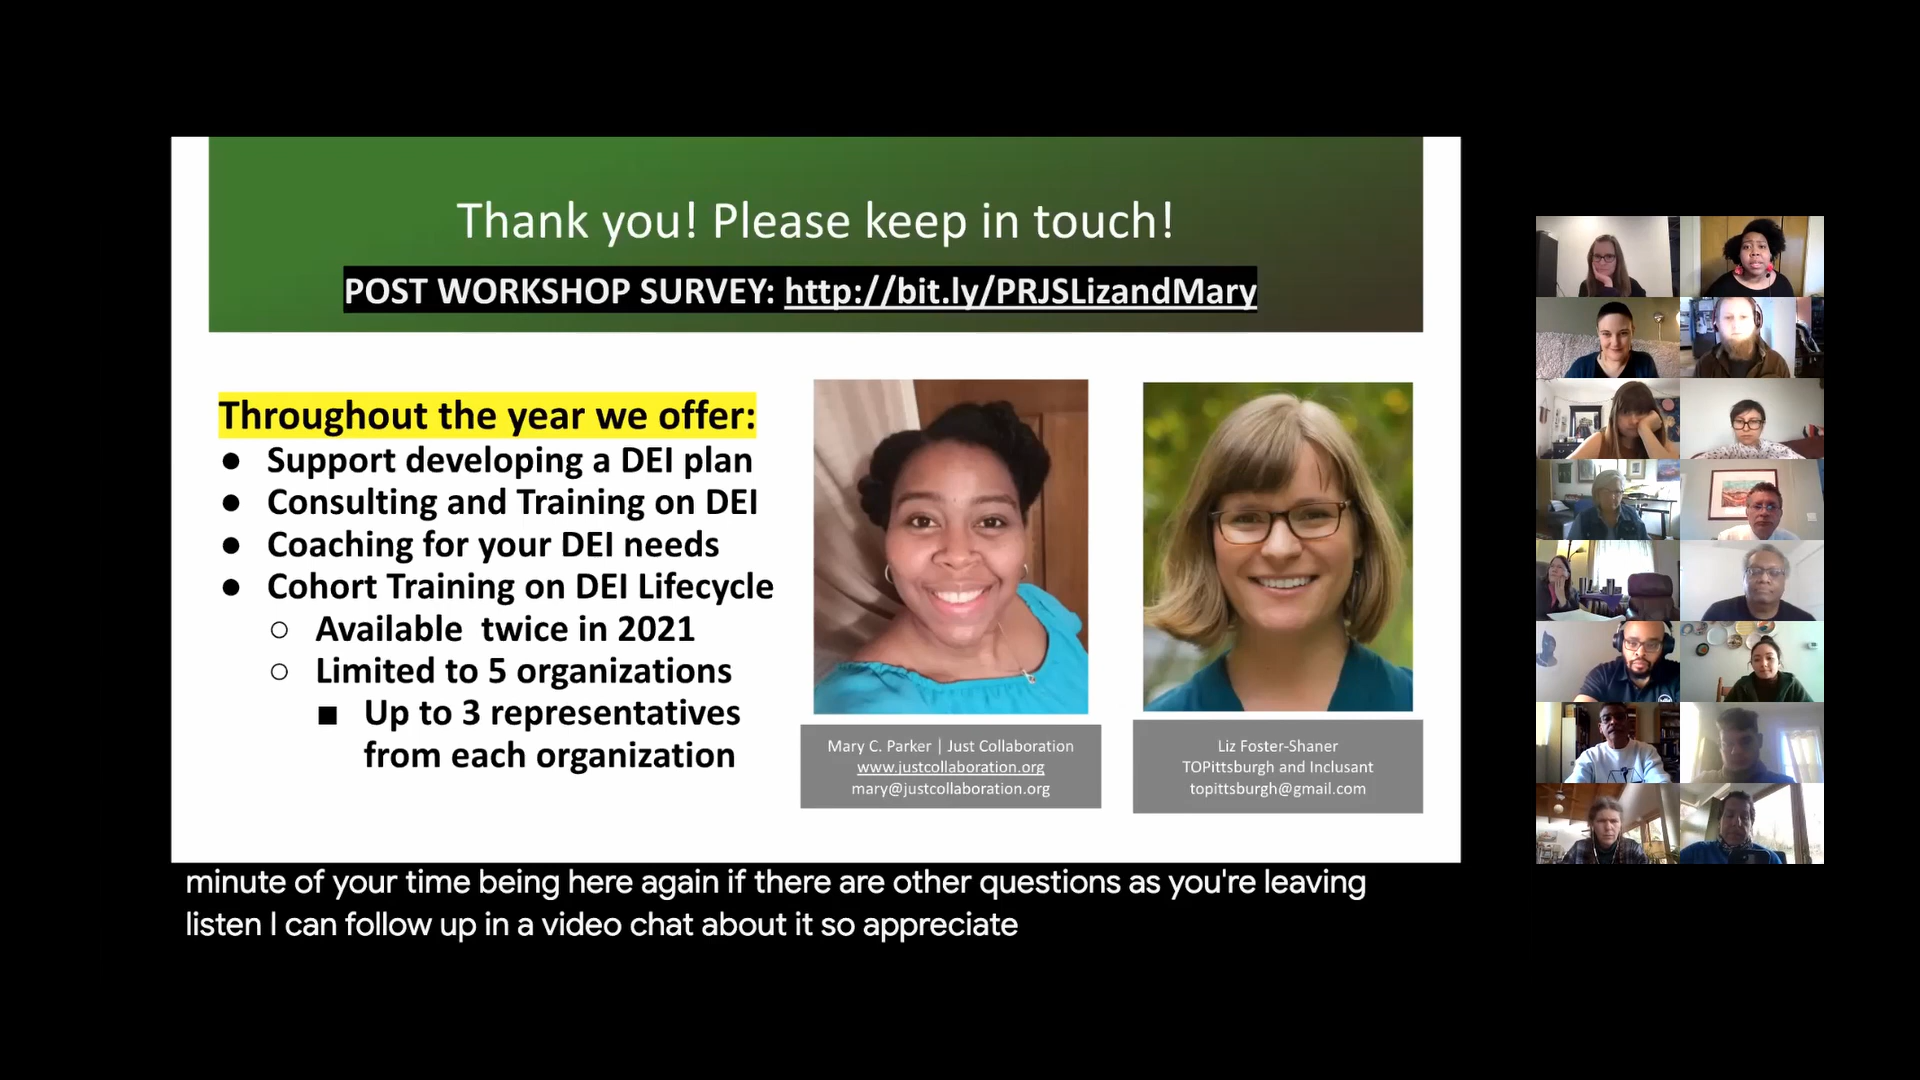 Thank you! Please keep in touch!
POST WORKSHOP SURVEY: http://bit.ly/PRJSLizandMary
Throughout the year we offer:
● Support developing a DEI plan
● Consulting and Training on DEI
● Coaching for your DEI needs
● Cohort Training on DEI Lifecycle
○ Available twice in 2021
○ Limited to 5 organizations
■ Up to 3 representatives
from each organization
Mary C. Parker | Just Collaboration
www.justcollaboration.org
mary@justcollaboration.org
Liz Foster-Shaner
TOPittsburgh and Inclusant
topittsburgh@gmail.com
minute of your time being here again if there are other questions as you're leaving
listen I can follow up in a video chat about it so appreciate